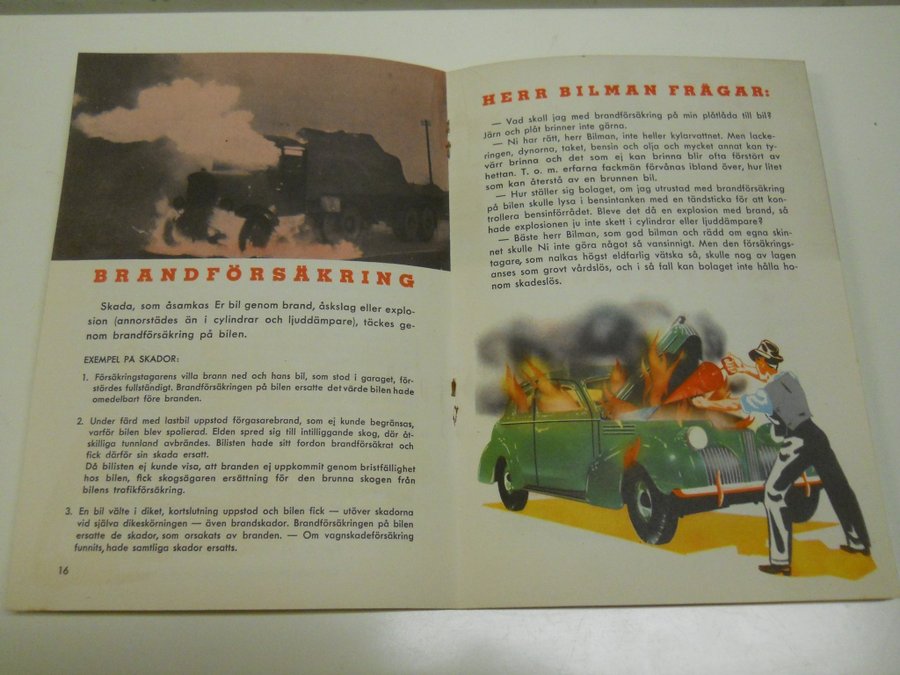 BRANDFÖRSÄKRING
Skada, som åsamkas Er bil genom brand, åskslag eller explo-
sion (annorstädes än i cylindrar och ljuddämpare), täckes ge-
nom brandförsäkring på bilen.
EXEMPEL PÅ SKADOR:
1. Försäkringstagarens villa brann ned och hans bil, som stod i garaget, för-
stördes fullständigt. Brandförsäkringen på bilen ersatte det värde bilen hade
omedelbart före branden.
2. Under färd med lastbil uppstod förgasarebrand, som ej kunde begränsas,
varför bilen blev spolierad. Elden spred sig till intilliggande skog, där åt-
skilliga tunnland avbrändes. Bilisten hade sitt fordon brandförsäkrat och
fick därför sin skada ersatt.
Då bilisten ej kunde visa, att branden ej uppkommit genom bristfällighet
hos bilen, fick skogsägaren ersättning för den brunna skogen från
bilens trafikförsäkring.
3. En bil välte i diket, kortslutning uppstod och bilen fick — utöver skadorna
vid själva dikeskörningen — även brandskador. Brandförsäkringen på bilen
ersatte de skador, som orsakats av branden. — Om vagnskadeförsäkring
funnits, hade samtliga skador ersatts.
16
HERR BILMAN FRÅGAR:
— Vad skall jag med brandförsäkring på min plåtlåda till bil?
Järn och plåt brinner inte gärna.
— Ni har rätt, herr Bilman, inte heller kylarvattnet. Men lacke-
ringen, dynorna, taket, bensin och olja och mycket annat kan ty-
värr brinna och det som ej kan brinna blir ofta förstört av
hettan. T. o. m. erfarna fackmän förvånas ibland över, hur litet
som kan återstå av en brunnen bil.
— Hur ställer sig bolaget, om jag utrustad med brandförsäkring
på bilen skulle lysa i bensintanken med en tändsticka för att kon-
trollera bensinförrådet. Bleve det då en explosion med brand, så
hade explosionen ju inte skett i cylindrar eller ljuddämpare?
— Bäste herr Bilman, som god bilman och rädd om egna skin-
net skulle Ni inte göra något så vansinnigt. Men den försäkrings-
tagare, som nalkas högst eldfarlig vätska så, skulle nog av lagen
anses som grovt vårdslös, och i så fall kan bolaget inte hålla ho-
nom skadeslös.